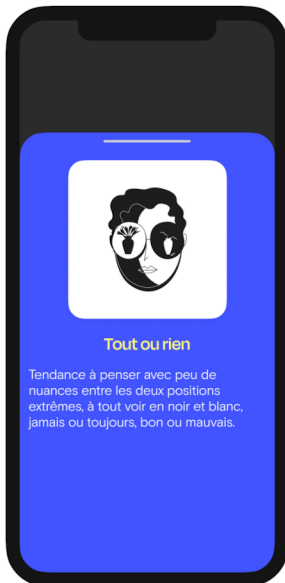 Tout ou rien
Tendance à penser avec peu de
nuances entre les deux positions
extrêmes, à tout voir en noir et blanc,
jamais ou toujours, bon ou mauvais.